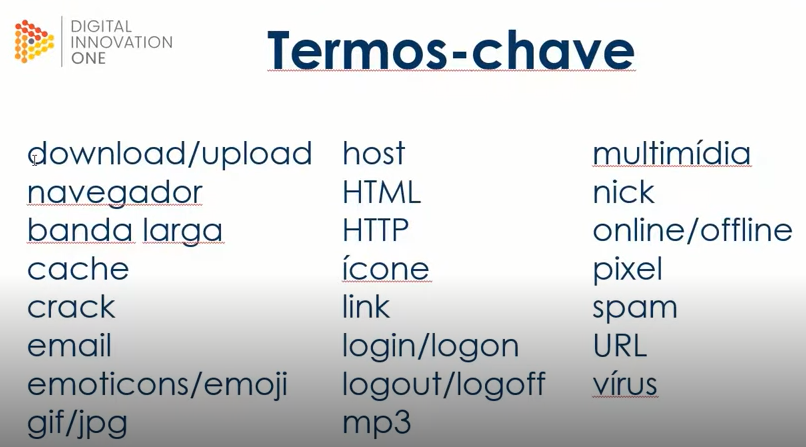 DIGITAL
INNOVATION
ONE
Termos-chave
download/upload
navegador
banda larga
cache
crack
email
emoticons/emoji
gif/jpg
host
HTML
HTTP
ícone
link
login/logon
logout/logoff
mp3
multimídia
nick
online/offline
pixel
spam
URL
vírus